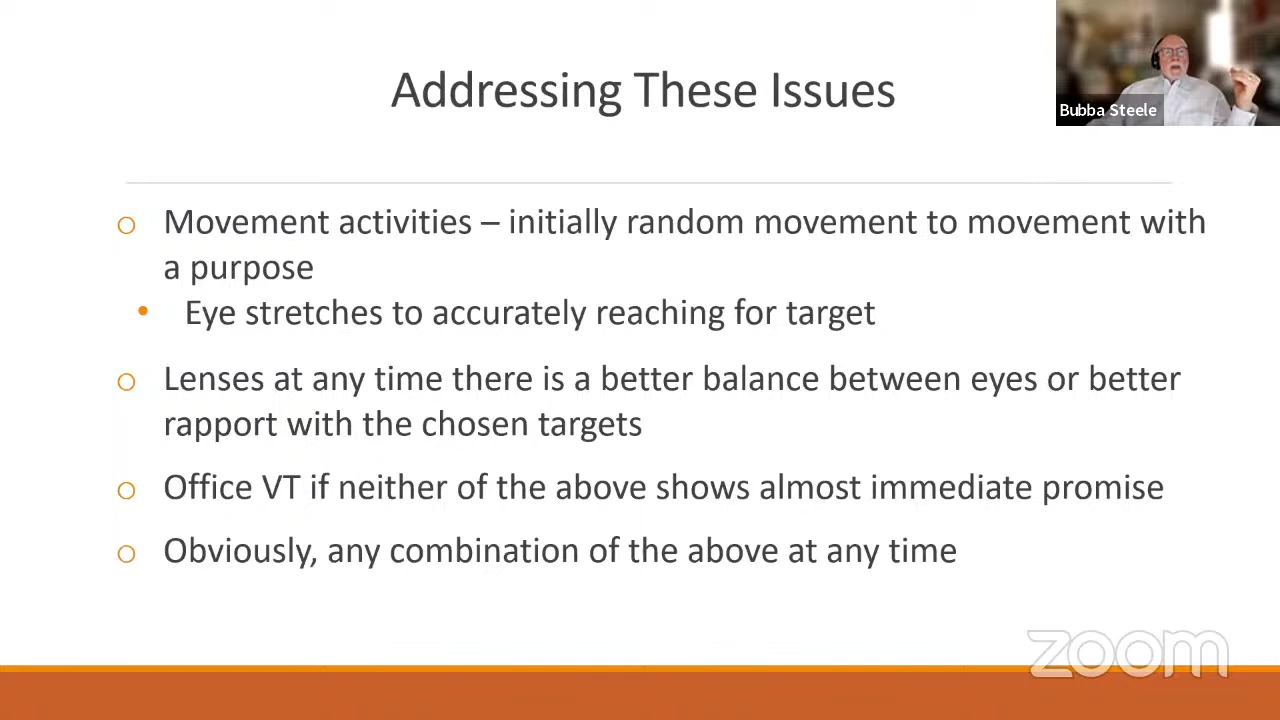 Addressing These Issues
Bubba Steele
o Movement activities – initially random movement to movement with
a purpose
• Eye stretches to accurately reaching for target
o Lenses at any time there is a better balance between eyes or better
rapport with the chosen targets
o Office VT if neither of the above shows almost immediate promise
o Obviously, any combination of the above at any time
zoom